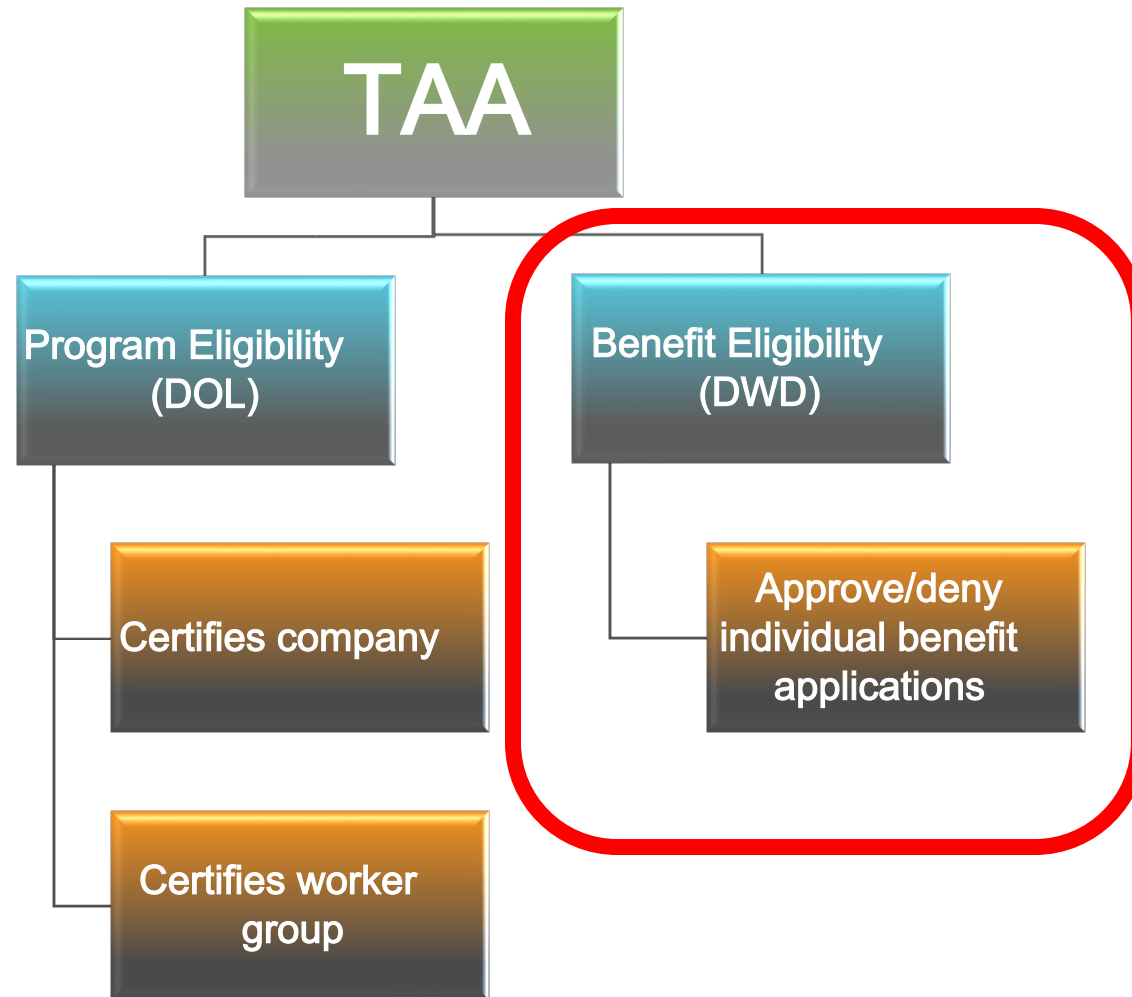 TAA
Program Eligibility
(DOL)
Benefit Eligibility
(DWD)
Certifies company
Approve/deny
individual benefit
applications
Certifies worker
group